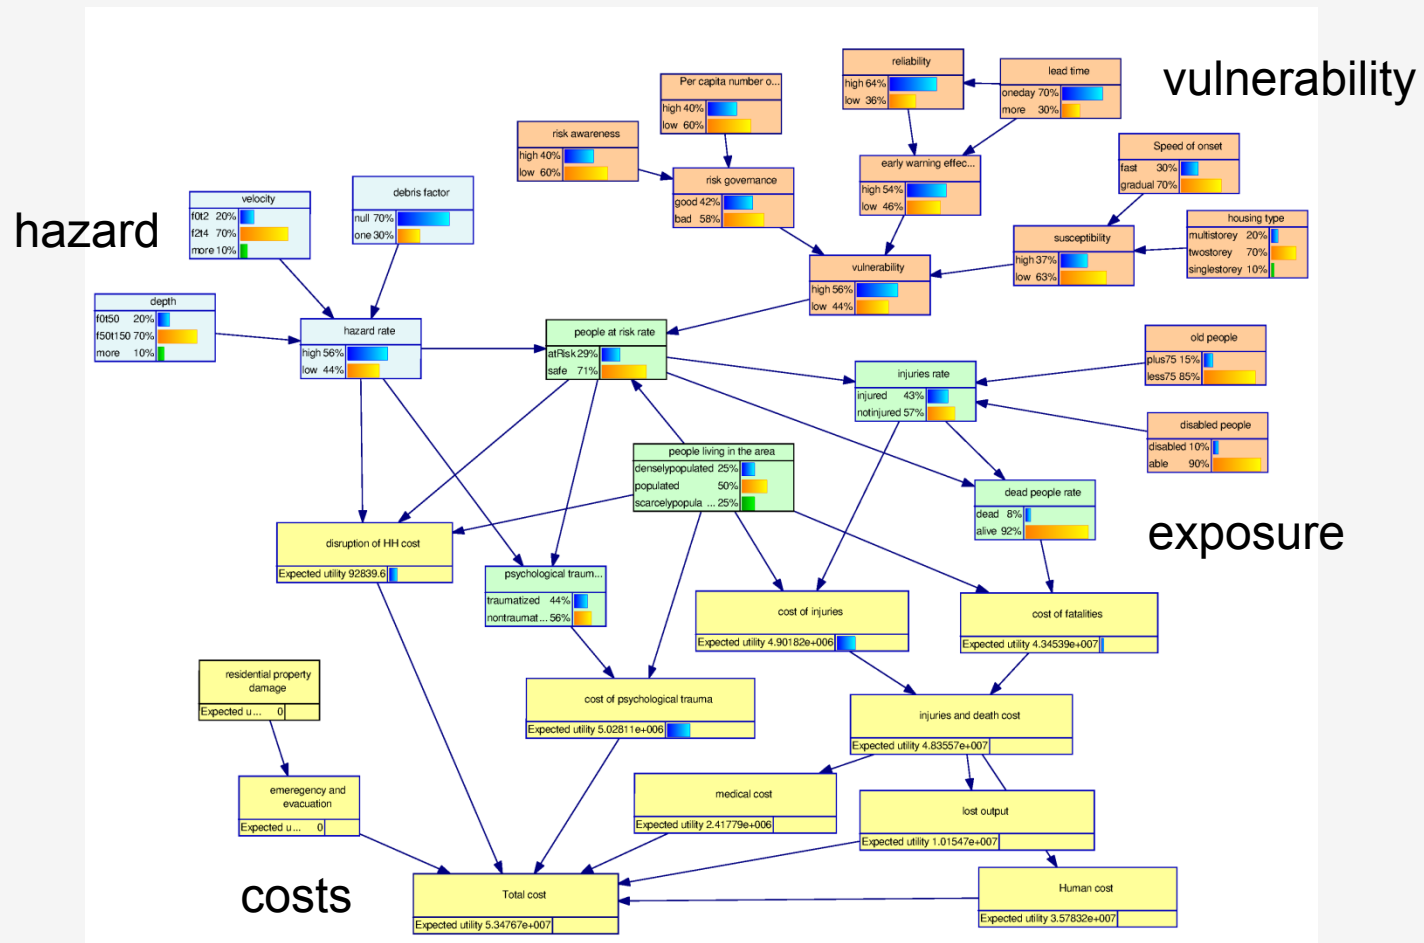 vulnerability
hazard
exposure
costs
reliability
high 64%
low 36%
lead time
oneday 70%
more 30%
Per capita number o...
high 40%
low 60%
risk awareness
high 40%
low 60%
early warning effec...
high 54%
low 46%
Speed of onset
fast 30%
gradual 70%
risk governance
good 42%
bad 58%
debris factor
null 70%
one 30%
velocity
f0t2 20%
f2t4 70%
more 10%
housing type
multistorey 20%
twostorey 70%
singlestorey 10%
susceptibility
high 37%
low 63%
vulnerability
high 56%
low 44%
depth
f0t50 20%
f50t150 70%
more 10%
hazard rate
high 56%
low 44%
people at risk rate
atRisk 29%
safe 71%
old people
plus75 15%
less75 85%
injuries rate
injured 43%
notinjured 57%
disabled people
disabled 10%
able 90%
people living in the area
denselypopulated 25%
populated 50%
scarcelypopula ... 25%
dead people rate
dead 8%
alive 92%
disruption of HH cost
Expected utility 92839.6
psychological traum...
traumatized 44%
nontraumat ... 56%
cost of injuries
Expected utility 4.90182e+006
cost of fatalities
Expected utility 4.34539e+007
residential property
damage
Expected u ... 0
cost of psychological trauma
Expected utility 5.02811e+006
injuries and death cost
Expected utility 4.83557e+007
emeregency and
evacuation
Expected u ... 0
medical cost
Expected utility 2.41779e+006
lost output
Expected utility 1.01547e+007
Total cost
Expected utility 5.34767e+007
Human cost
Expected utility 3.57832e+007